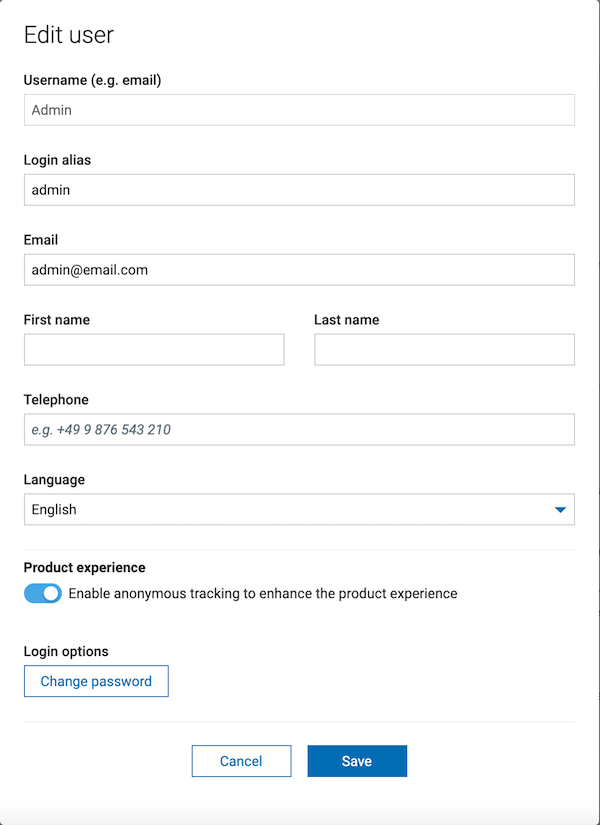 Edit user
Username (e.g. email)
Admin
Login alias
admin
Email
admin@email.com
First name
Last name
Telephone
e.g. +49 9 876 543 210
Language
English
Product experience
Enable anonymous tracking to enhance the product experience
Login options
Change password
Cancel
Save